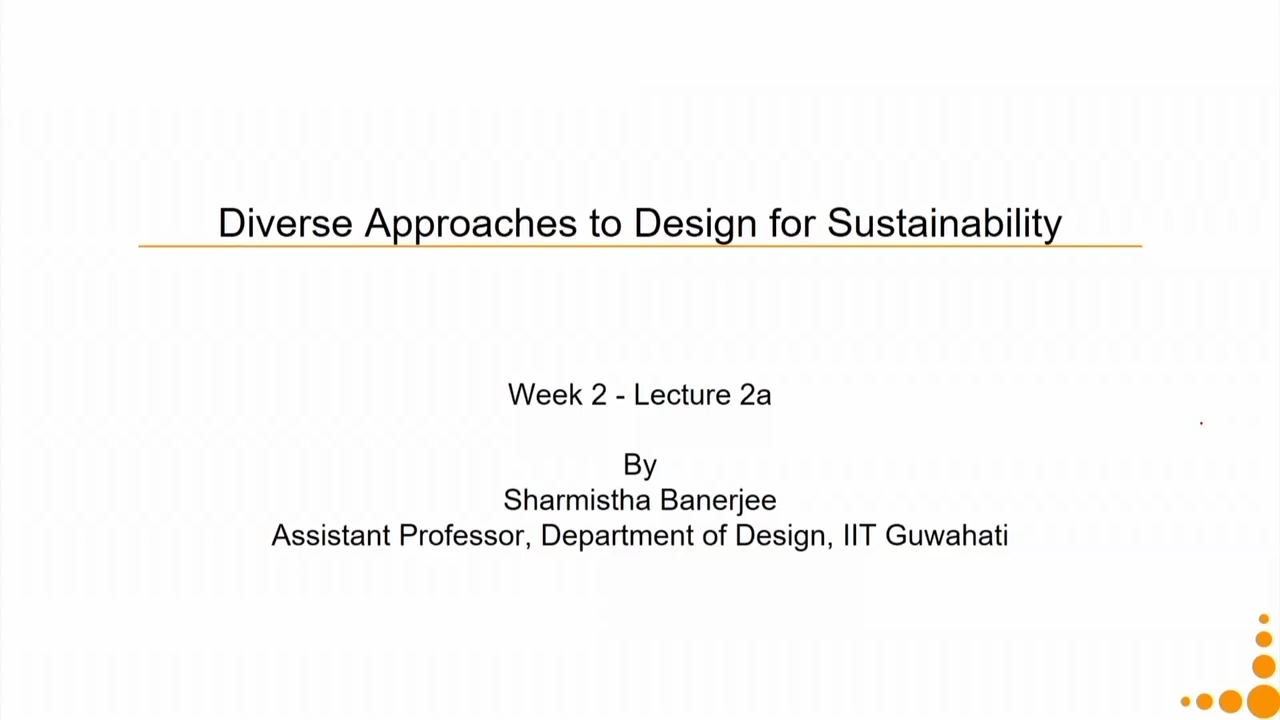 Diverse Approaches to Design for Sustainability
Week 2 - Lecture 2a
By
Sharmistha Banerjee
Assistant Professor, Department of Design, IIT Guwahati